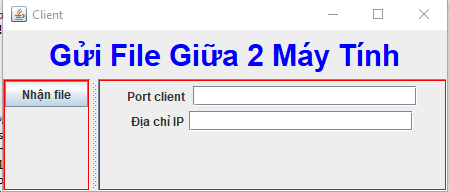 Client
Gửi File Giữa 2 Máy Tính
Nhận file
Port client
Địa chỉ IP